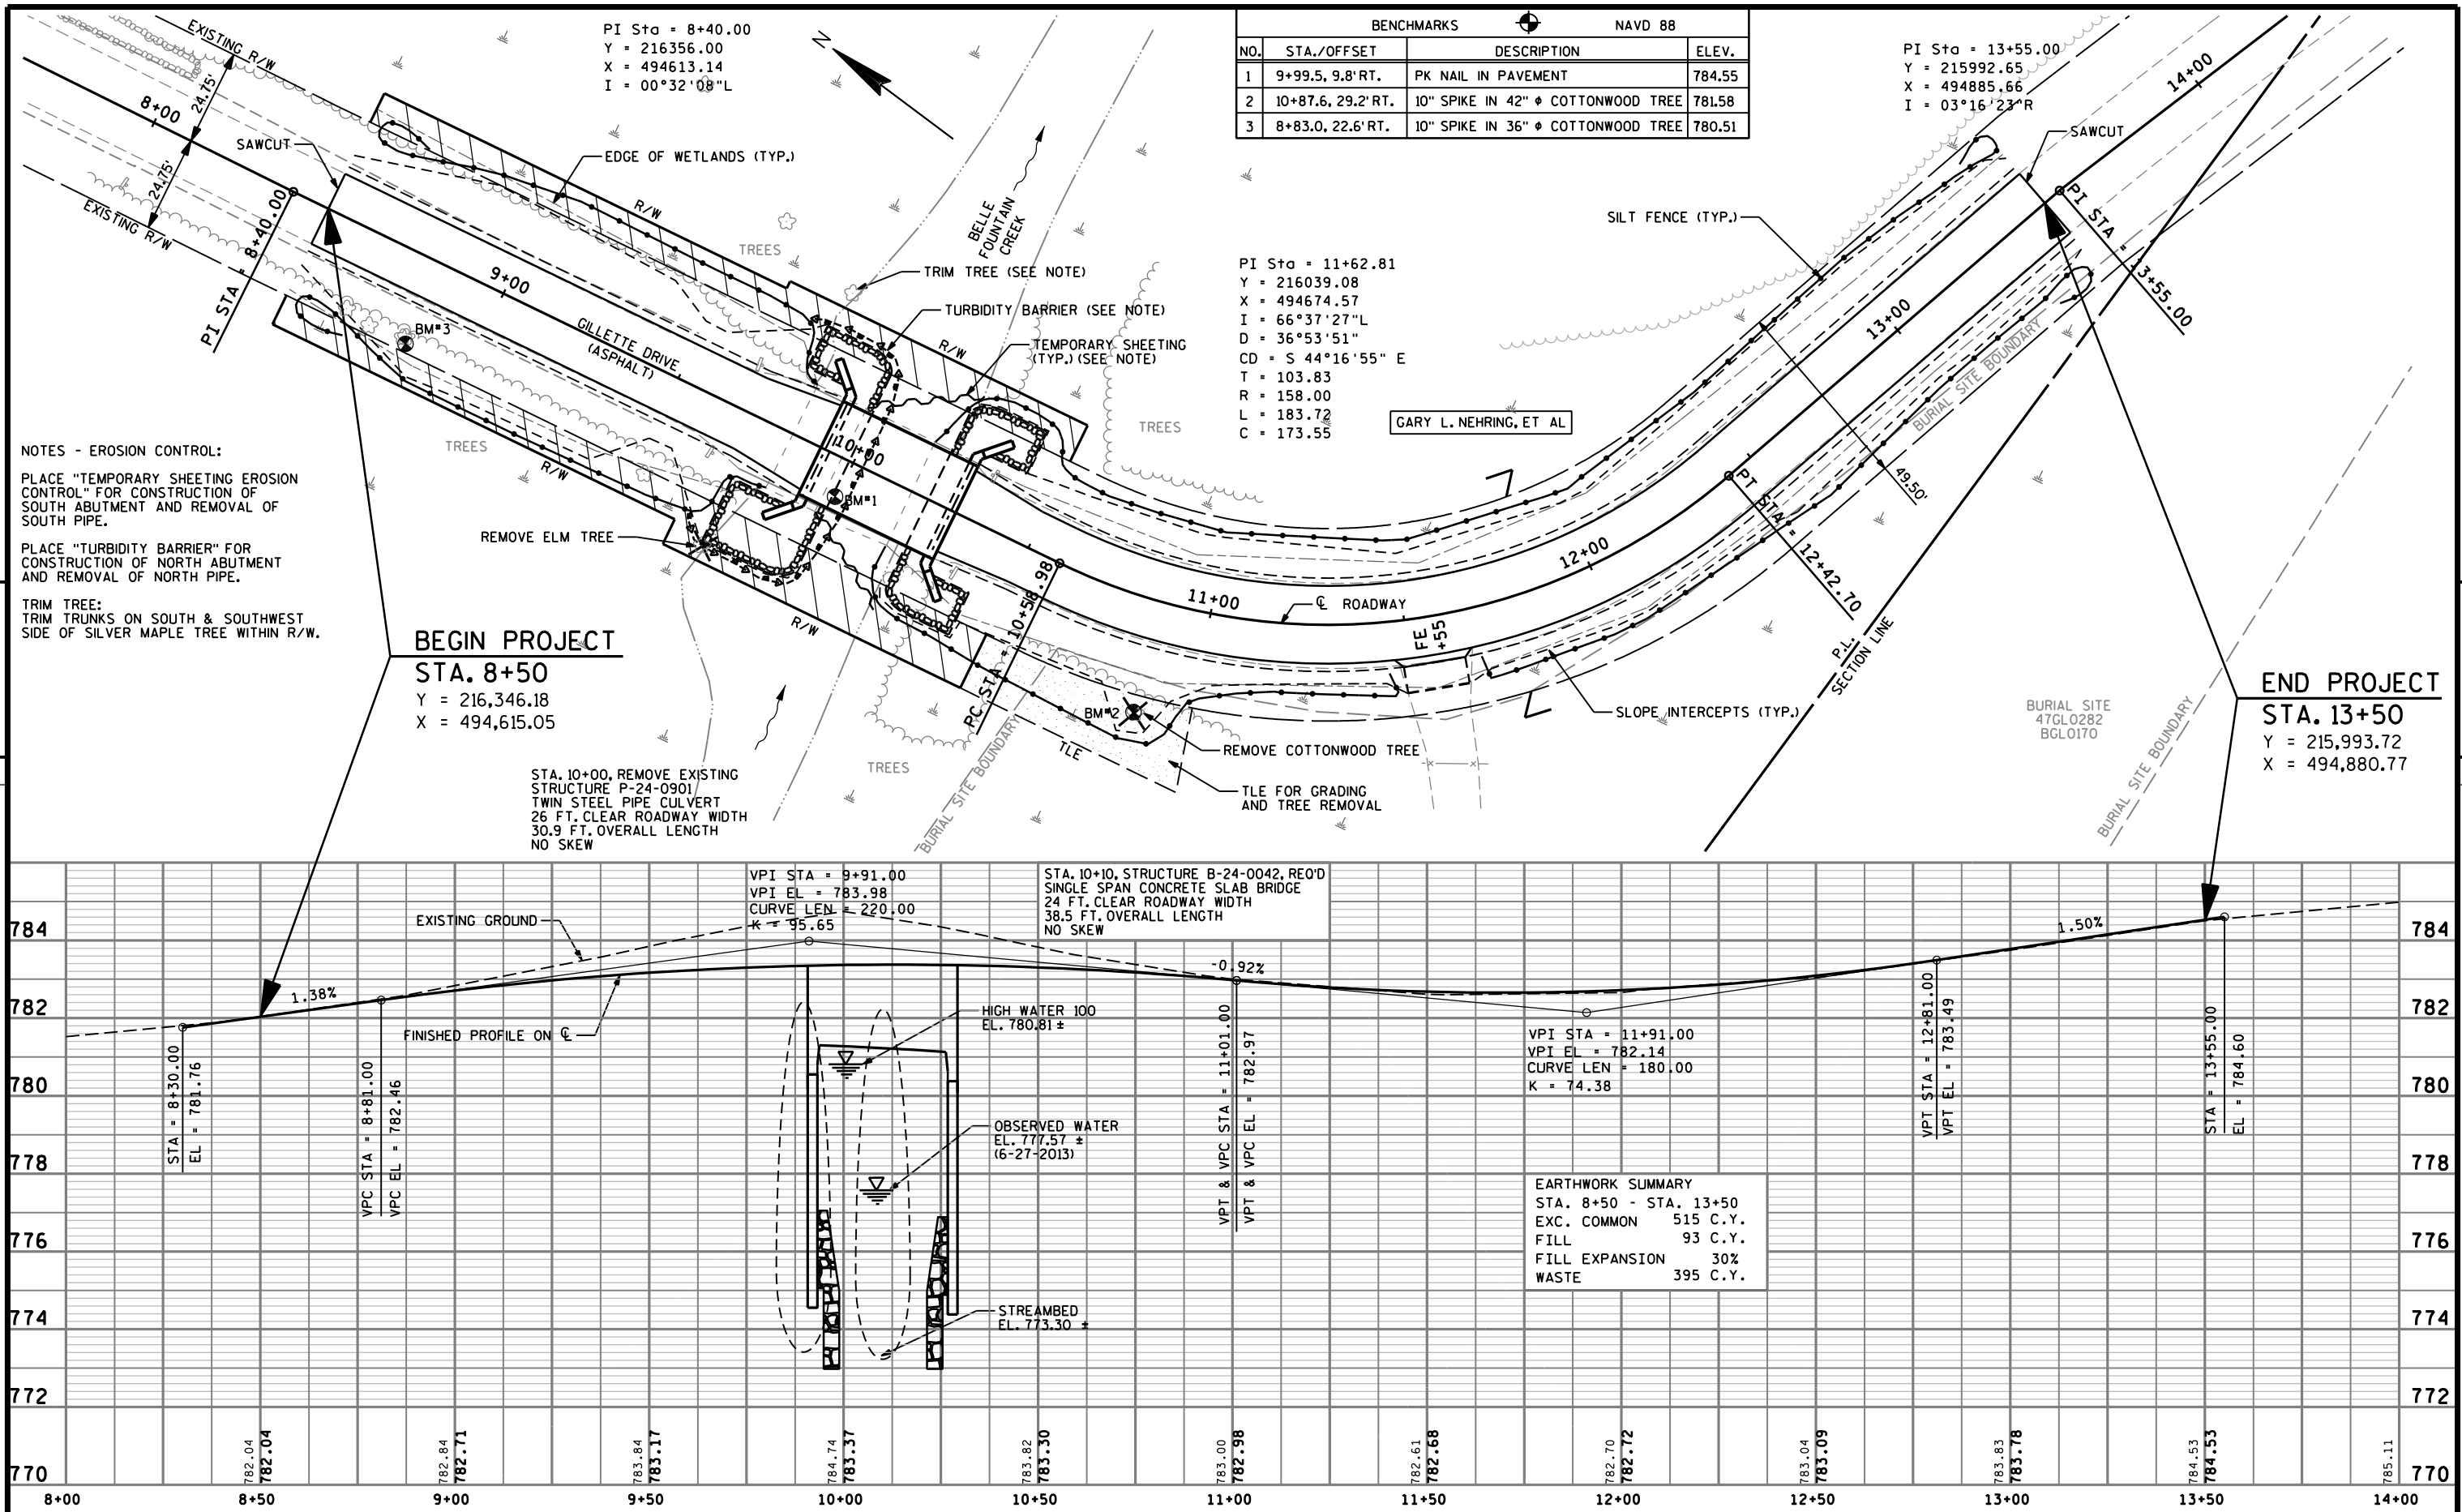 PI Sta = 8+40.00
Y = 216356.00
X = 494613.14
I = 00°32'08"L
N
BENCHMARKS NAVD 88
NO. STA./OFFSET DESCRIPTION ELEV.
1 9+99.5, 9.8' RT. PK NAIL IN PAVEMENT 784.55
2 10+87.6, 29.2' RT. 10" SPIKE IN 42" ø COTTONWOOD TREE 781.58
3 8+83.0, 22.6' RT. 10" SPIKE IN 36" ø COTTONWOOD TREE 780.51
PI Sta = 13+55.00
Y = 215992.65
X = 494885.66
I = 03°16'23"R
EXISTING R/W
24.75'
8+00
24.75'
EXISTING R/W
SAWCUT
PI STA = 8+40.00
EDGE OF WETLANDS (TYP.)
R/W
TREES
BELLE
FOUNTAIN
CREEK
TRIM TREE (SEE NOTE)
TURBIDITY BARRIER (SEE NOTE)
R/W
TEMPORARY SHEETING
(TYP.) (SEE NOTE)
9+00
GILLETTE DRIVE
(ASPHALT)
BM#3
10+00
BM#1
TREES
R/W
REMOVE ELM TREE
TREES
PI Sta = 11+62.81
Y = 216039.08
X = 494674.57
I = 66°37'27"L
D = 36°53'51"
CD = S 44°16'55" E
T = 103.83
R = 158.00
L = 183.72
C = 173.55
GARY L. NEHRING, ET AL
SILT FENCE (TYP.)
SAWCUT
14+00
PI STA = 13+55.00
13+00
BURIAL SITE BOUNDARY
49.50'
PT STA = 12+42.70
12+00
11+00
℄ ROADWAY
FE
+55
P.L.
SECTION LINE
PC STA = 10+58.98
R/W
BM#2
TLE
SLOPE INTERCEPTS (TYP.)
REMOVE COTTONWOOD TREE
TLE FOR GRADING
AND TREE REMOVAL
TREES
BURIAL SITE BOUNDARY
BURIAL SITE
47GL0282
BGL0170
BURIAL SITE BOUNDARY
NOTES - EROSION CONTROL:
PLACE "TEMPORARY SHEETING EROSION
CONTROL" FOR CONSTRUCTION OF
SOUTH ABUTMENT AND REMOVAL OF
SOUTH PIPE.
PLACE "TURBIDITY BARRIER" FOR
CONSTRUCTION OF NORTH ABUTMENT
AND REMOVAL OF NORTH PIPE.
TRIM TREE:
TRIM TRUNKS ON SOUTH & SOUTHWEST
SIDE OF SILVER MAPLE TREE WITHIN R/W.
BEGIN PROJECT
STA. 8+50
Y = 216,346.18
X = 494,615.05
STA. 10+00, REMOVE EXISTING
STRUCTURE P-24-0901
TWIN STEEL PIPE CULVERT
26 FT. CLEAR ROADWAY WIDTH
30.9 FT. OVERALL LENGTH
NO SKEW
END PROJECT
STA. 13+50
Y = 215,993.72
X = 494,880.77
VPI STA = 9+91.00
VPI EL = 783.98
CURVE LEN = 220.00
K = 95.65
STA. 10+10, STRUCTURE B-24-0042, REQ'D
SINGLE SPAN CONCRETE SLAB BRIDGE
24 FT. CLEAR ROADWAY WIDTH
38.5 FT. OVERALL LENGTH
NO SKEW
EXISTING GROUND
1.38%
FINISHED PROFILE ON ℄
-0.92%
1.50%
STA = 8+30.00
EL = 781.76
VPC STA = 8+81.00
VPC EL = 782.46
HIGH WATER 100
EL. 780.81 ±
OBSERVED WATER
EL. 777.57 ±
(6-27-2013)
STREAMBED
EL. 773.30 ±
VPT & VPC STA = 11+01.00
VPT & VPC EL = 782.97
VPI STA = 11+91.00
VPI EL = 782.14
CURVE LEN = 180.00
K = 74.38
VPT STA = 12+81.00
VPT EL = 783.49
STA = 13+55.00
EL = 784.60
EARTHWORK SUMMARY
STA. 8+50 - STA. 13+50
EXC. COMMON 515 C.Y.
FILL 93 C.Y.
FILL EXPANSION 30%
WASTE 395 C.Y.
784 784
782 782
780 780
778 778
776 776
774 774
772 772
770 770
782.04 782.04
782.84 782.71
783.84 783.17
784.74 783.37
783.82 783.30
783.00 782.98
782.61 782.68
782.70 782.72
783.04 783.09
783.83 783.78
784.53 784.53
785.11
8+00 8+50 9+00 9+50 10+00 10+50 11+00 11+50 12+00 12+50 13+00 13+50 14+00